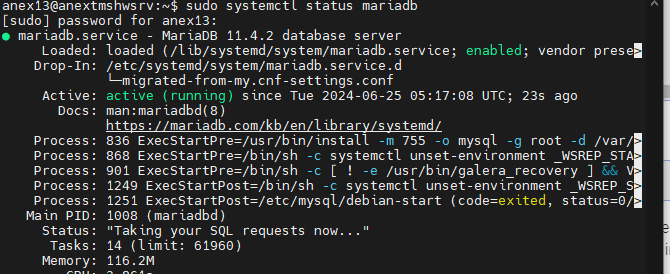 anex13@anextmshwsrv:~$ sudo systemctl status mariadb
[sudo] password for anex13:
● mariadb.service - MariaDB 11.4.2 database server
Loaded: loaded (/lib/systemd/system/mariadb.service; enabled; vendor prese>
Drop-In: /etc/systemd/system/mariadb.service.d
└─migrated-from-my.cnf-settings.conf
Active: active (running) since Tue 2024-06-25 05:17:08 UTC; 23s ago
Docs: man:mariadbd(8)
https://mariadb.com/kb/en/library/systemd/
Process: 836 ExecStartPre=/usr/bin/install -m 755 -o mysql -g root -d /var/>
Process: 868 ExecStartPre=/bin/sh -c systemctl unset-environment _WSREP_STA>
Process: 901 ExecStartPre=/bin/sh -c [ ! -e /usr/bin/galera_recovery ] && V>
Process: 1249 ExecStartPost=/bin/sh -c systemctl unset-environment _WSREP_S>
Process: 1251 ExecStartPost=/etc/mysql/debian-start (code=exited, status=0/>
Main PID: 1008 (mariadbd)
Status: "Taking your SQL requests now..."
Tasks: 14 (limit: 61960)
Memory: 116.2M